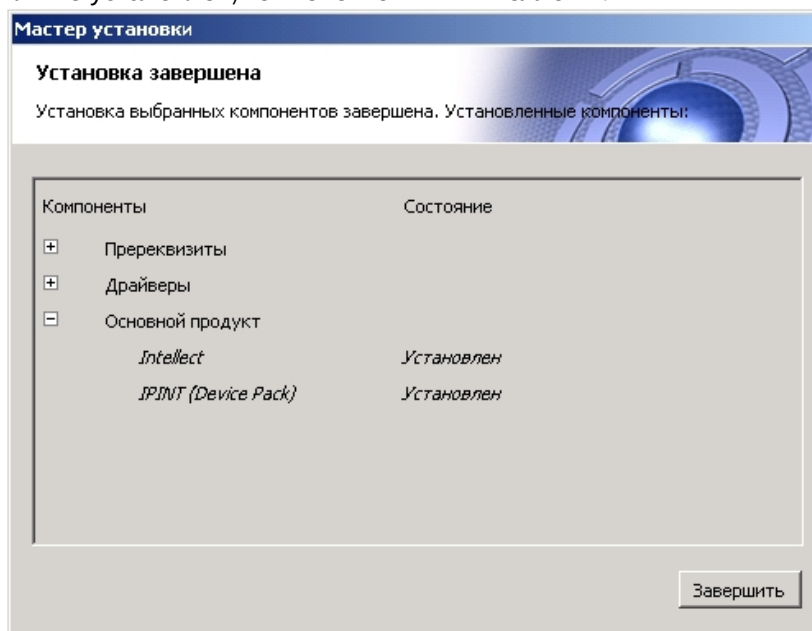 Мастер установки
Установка завершена
Установка выбранных компонентов завершена. Установленные компоненты:
Компоненты Состояние
Пререквизиты
Драйверы
Основной продукт
Intellect Установлен
IPINT (Device Pack) Установлен
Завершить